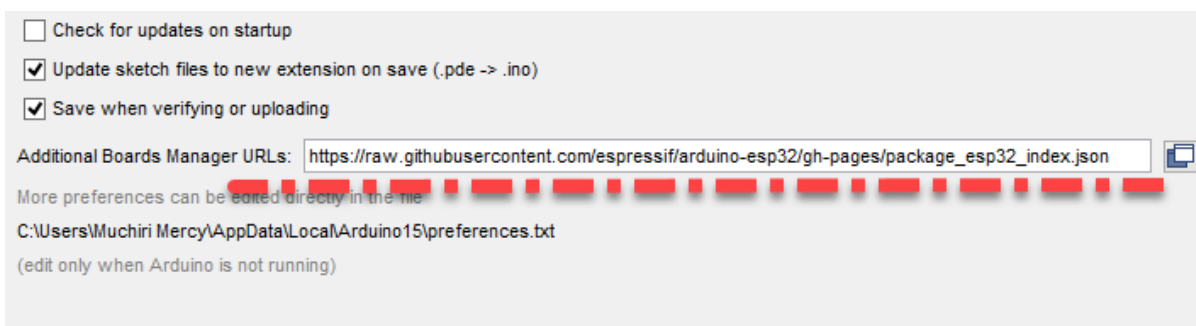 Check for updates on startup
Update sketch files to new extension on save (.pde -> .ino)
Save when verifying or uploading
Additional Boards Manager URLs: https://raw.githubusercontent.com/espressif/arduino-esp32/gh-pages/package_esp32_index.json
More preferences can be edited directly in the file
C:\Users\Muchiri Mercy\AppData\Local\Arduino15\preferences.txt
(edit only when Arduino is not running)